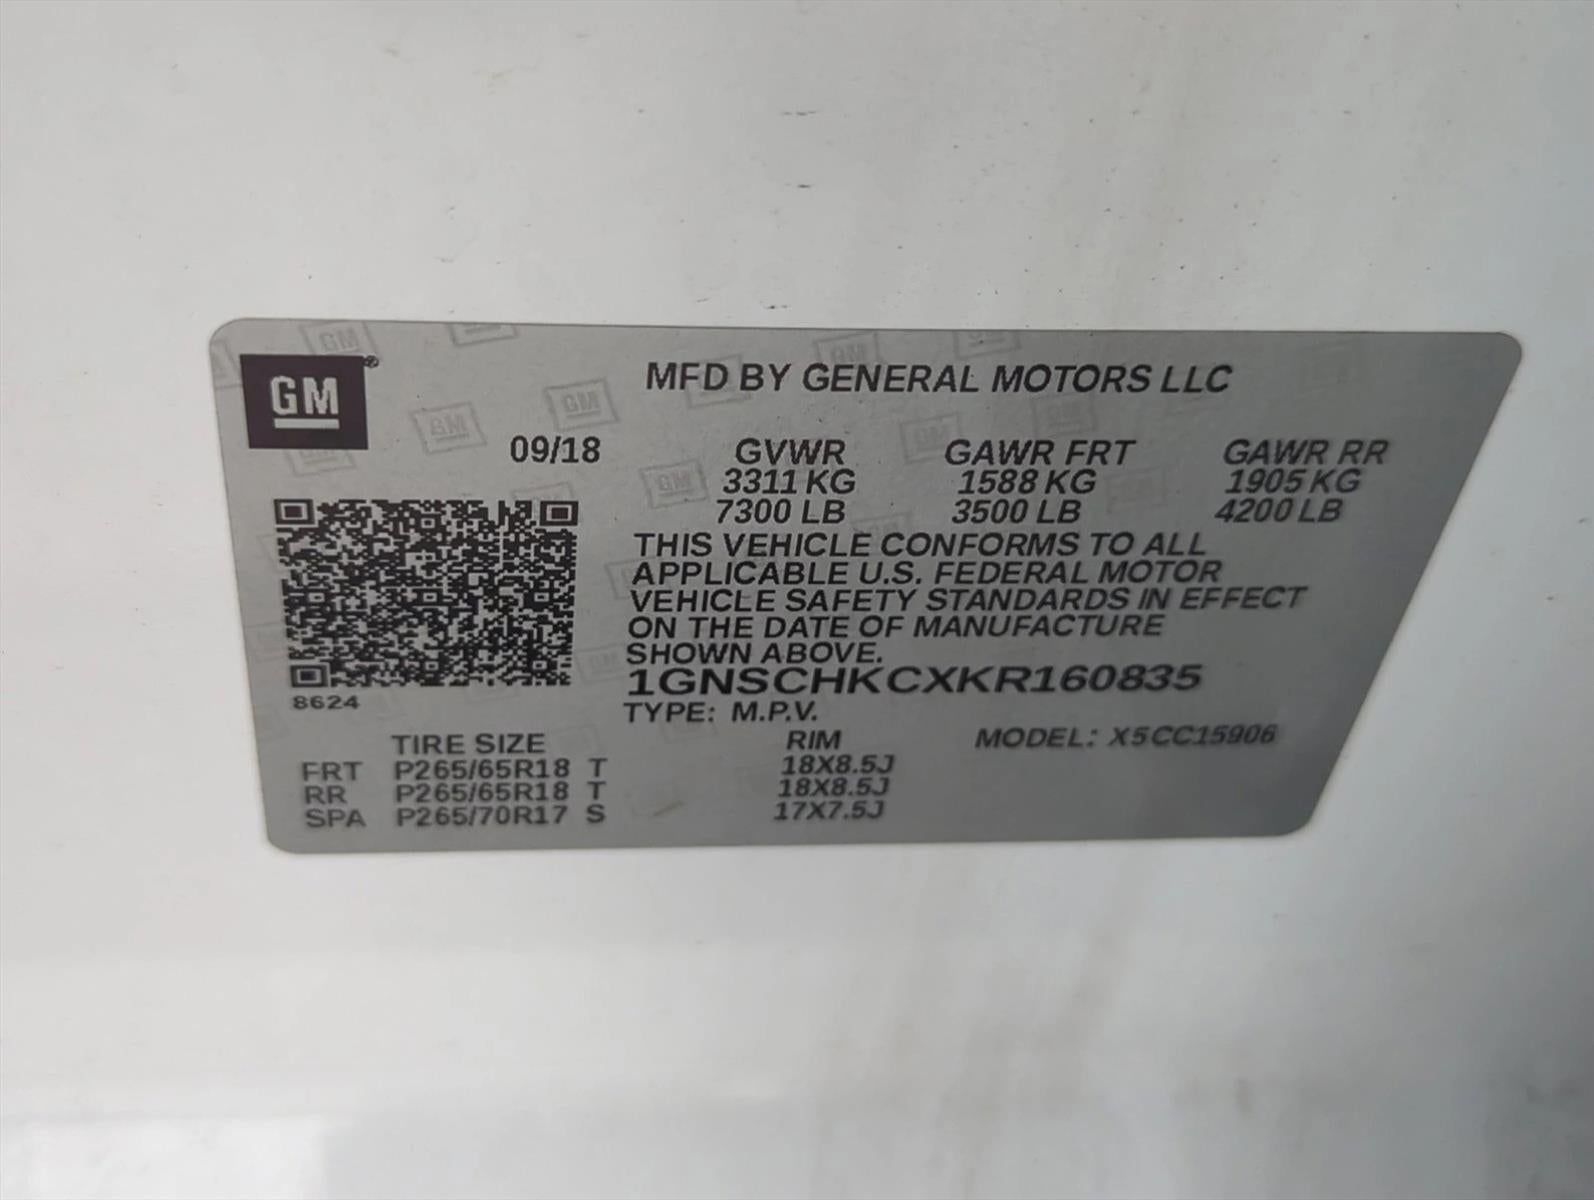 GM
MFD BY GENERAL MOTORS LLC
09/18 GVWR GAWR FRT GAWR RR
3311 KG 1588 KG 1905 KG
7300 LB 3500 LB 4200 LB
THIS VEHICLE CONFORMS TO ALL
APPLICABLE U.S. FEDERAL MOTOR
VEHICLE SAFETY STANDARDS IN EFFECT
ON THE DATE OF MANUFACTURE
SHOWN ABOVE.
1GNSCHKCXKR160835
8624
TYPE: M.P.V.
TIRE SIZE RIM MODEL: X5CC15906
FRT P265/65R18 T 18X8.5J
RR P265/65R18 T 18X8.5J
SPA P265/70R17 S 17X7.5J